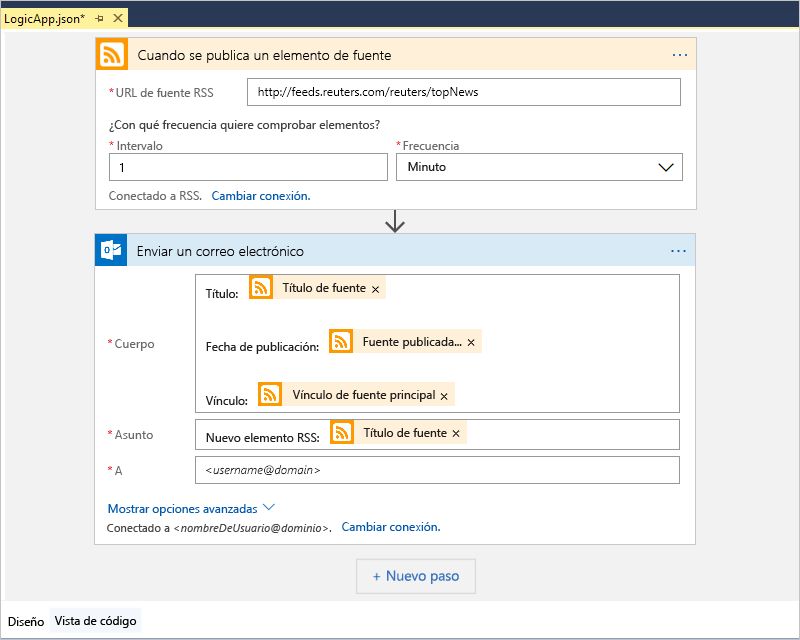 LogicApp.json*
Cuando se publica un elemento de fuente
* URL de fuente RSS http://feeds.reuters.com/reuters/topNews
¿Con qué frecuencia quiere comprobar elementos?
* Intervalo * Frecuencia
1 Minuto
Conectado a RSS. Cambiar conexión.
Enviar un correo electrónico
Título: Título de fuente ×
* Cuerpo Fecha de publicación: Fuente publicada... ×
Vínculo: Vínculo de fuente principal ×
* Asunto Nuevo elemento RSS: Título de fuente ×
* A <username@domain>
Mostrar opciones avanzadas
Conectado a <nombreDeUsuario@dominio>. Cambiar conexión.
+ Nuevo paso
Diseño Vista de código